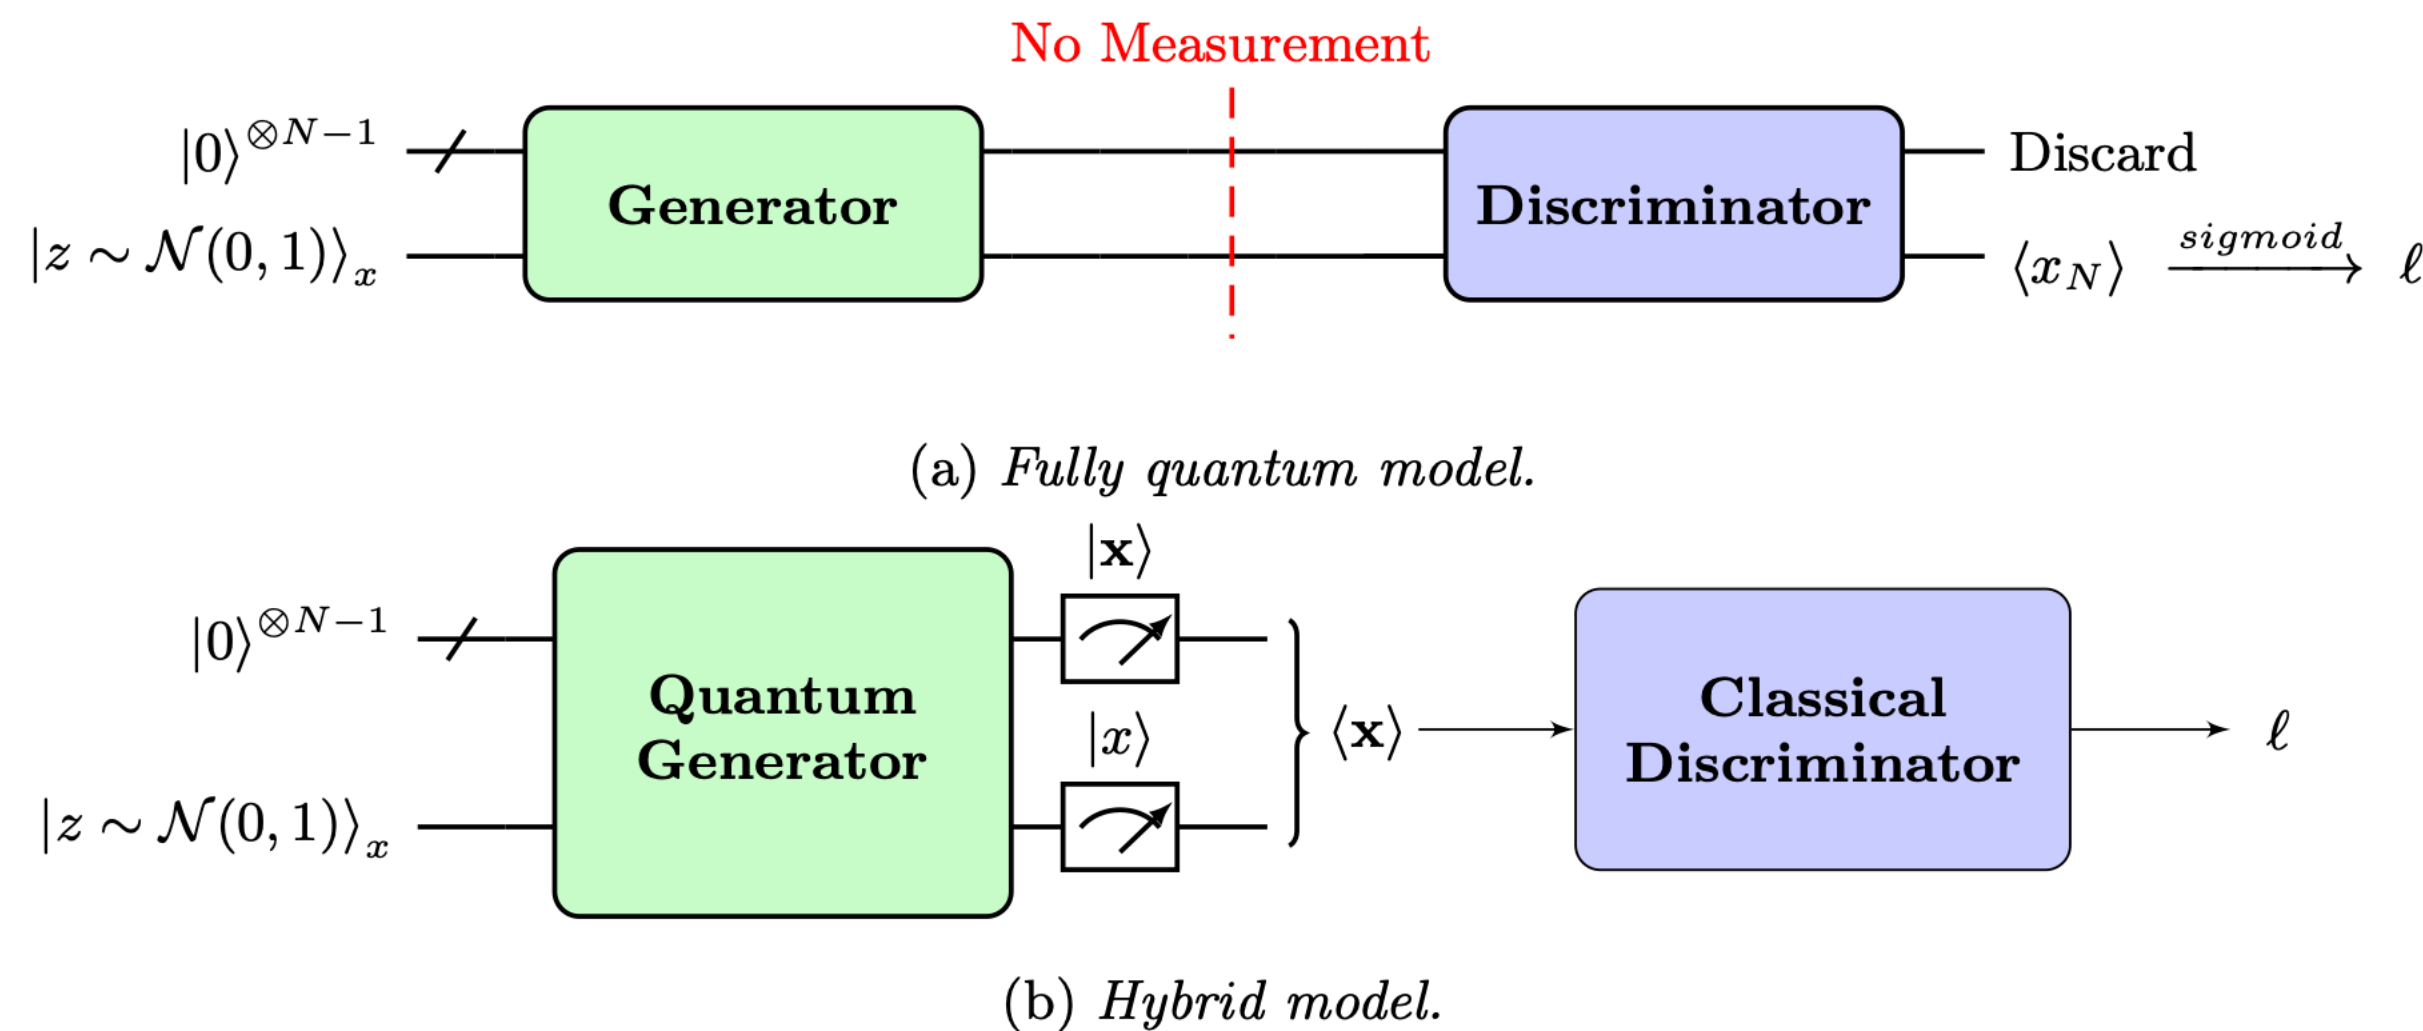 No Measurement
|0⟩^{⊗N−1}
Generator
Discriminator
Discard
|z ∼ 𝒩(0, 1)⟩_x
⟨x_N⟩ sigmoid ℓ
(a) Fully quantum model.
|𝐱⟩
|0⟩^{⊗N−1}
Quantum
Generator
|x⟩
⟨𝐱⟩
Classical
Discriminator
ℓ
|z ∼ 𝒩(0, 1)⟩_x
(b) Hybrid model.